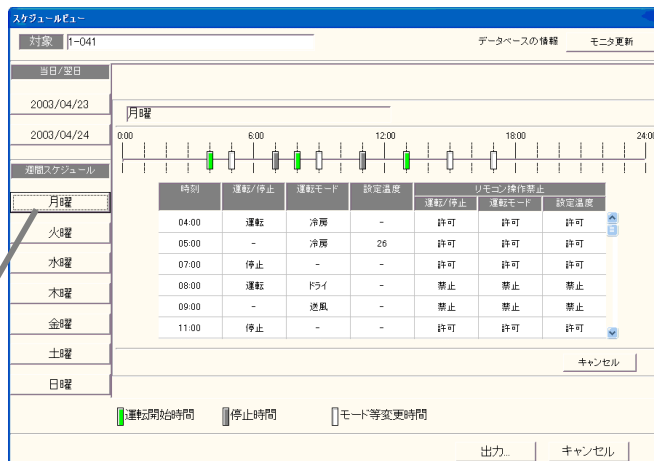 スケジュールビュー
対象 1-041 データベースの情報 モニタ更新
当日/翌日
2003/04/23
2003/04/24
週間スケジュール
月曜
火曜
水曜
木曜
金曜
土曜
日曜
月曜
0:00 6:00 12:00 18:00 24:00
時刻 運転/停止 運転モード 設定温度 リモコン操作禁止
運転/停止 運転モード 設定温度
04:00 運転 冷房 - 許可 許可 許可
05:00 - 冷房 26 許可 許可 許可
07:00 停止 - - 許可 許可 許可
08:00 運転 ドライ - 禁止 禁止 禁止
09:00 - 送風 - 禁止 禁止 禁止
11:00 停止 - - 許可 許可 許可
キャンセル
運転開始時間 停止時間 モード等変更時間
出力... キャンセル